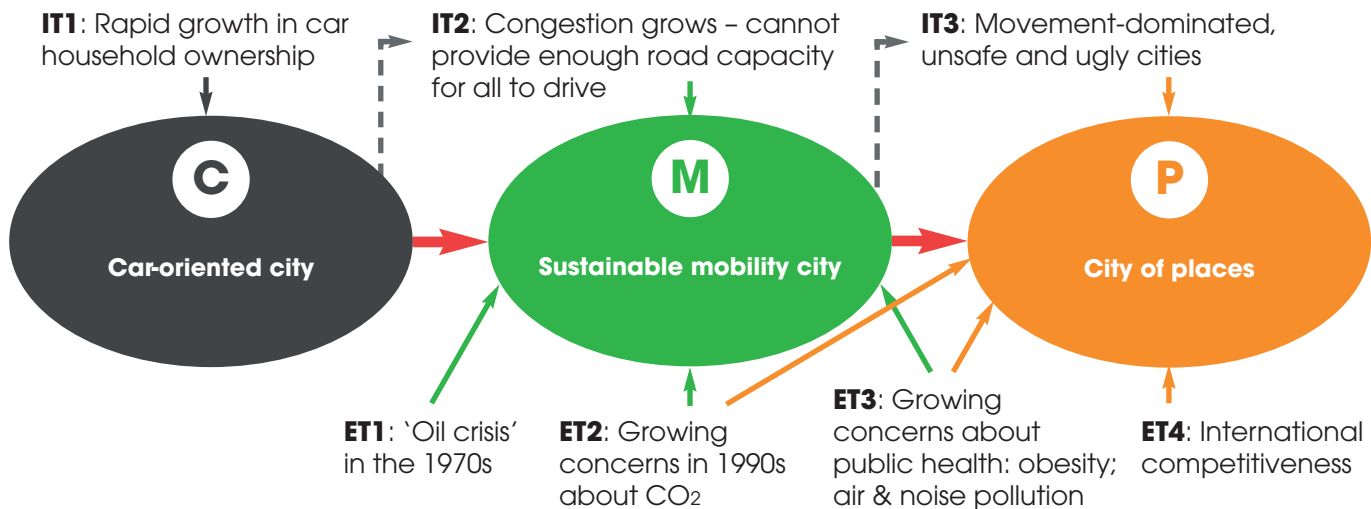 IT1: Rapid growth in car
household ownership
IT2: Congestion grows – cannot
provide enough road capacity
for all to drive
IT3: Movement-dominated,
unsafe and ugly cities
C
Car-oriented city
M
Sustainable mobility city
P
City of places
ET1: ‘Oil crisis’
in the 1970s
ET2: Growing
concerns in 1990s
about CO2
ET3: Growing
concerns about
public health: obesity;
air & noise pollution
ET4: International
competitiveness